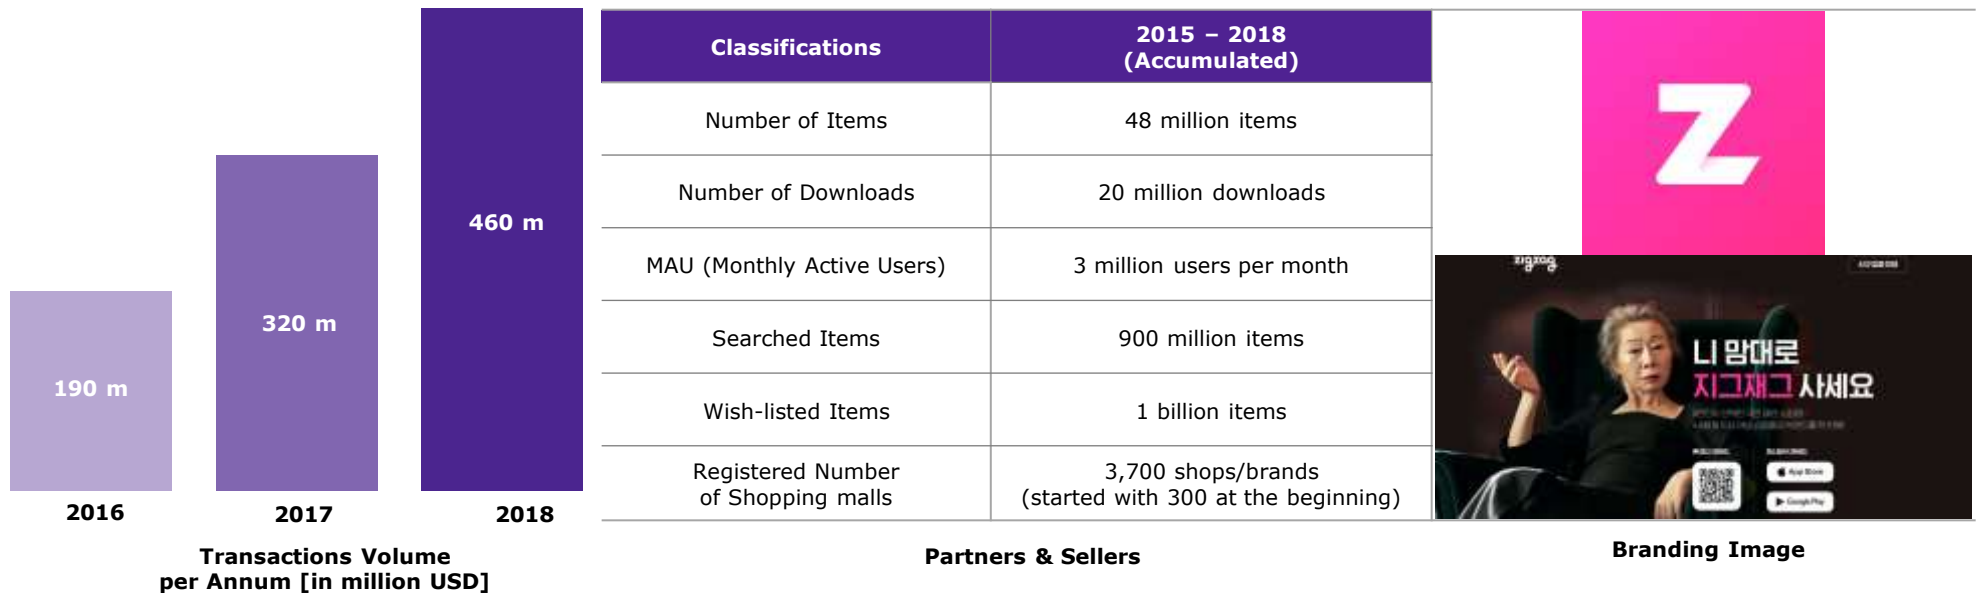 190 m
320 m
460 m
2016
2017
2018
Transactions Volume
per Annum [in million USD]
Classifications
2015 – 2018
(Accumulated)
Number of Items
48 million items
Number of Downloads
20 million downloads
MAU (Monthly Active Users)
3 million users per month
Searched Items
900 million items
Wish-listed Items
1 billion items
Registered Number
of Shopping malls
3,700 shops/brands
(started with 300 at the beginning)
Partners & Sellers
Z
zigzag
니 맘대로
지그재그 사세요
App Store
Google Play
Branding Image